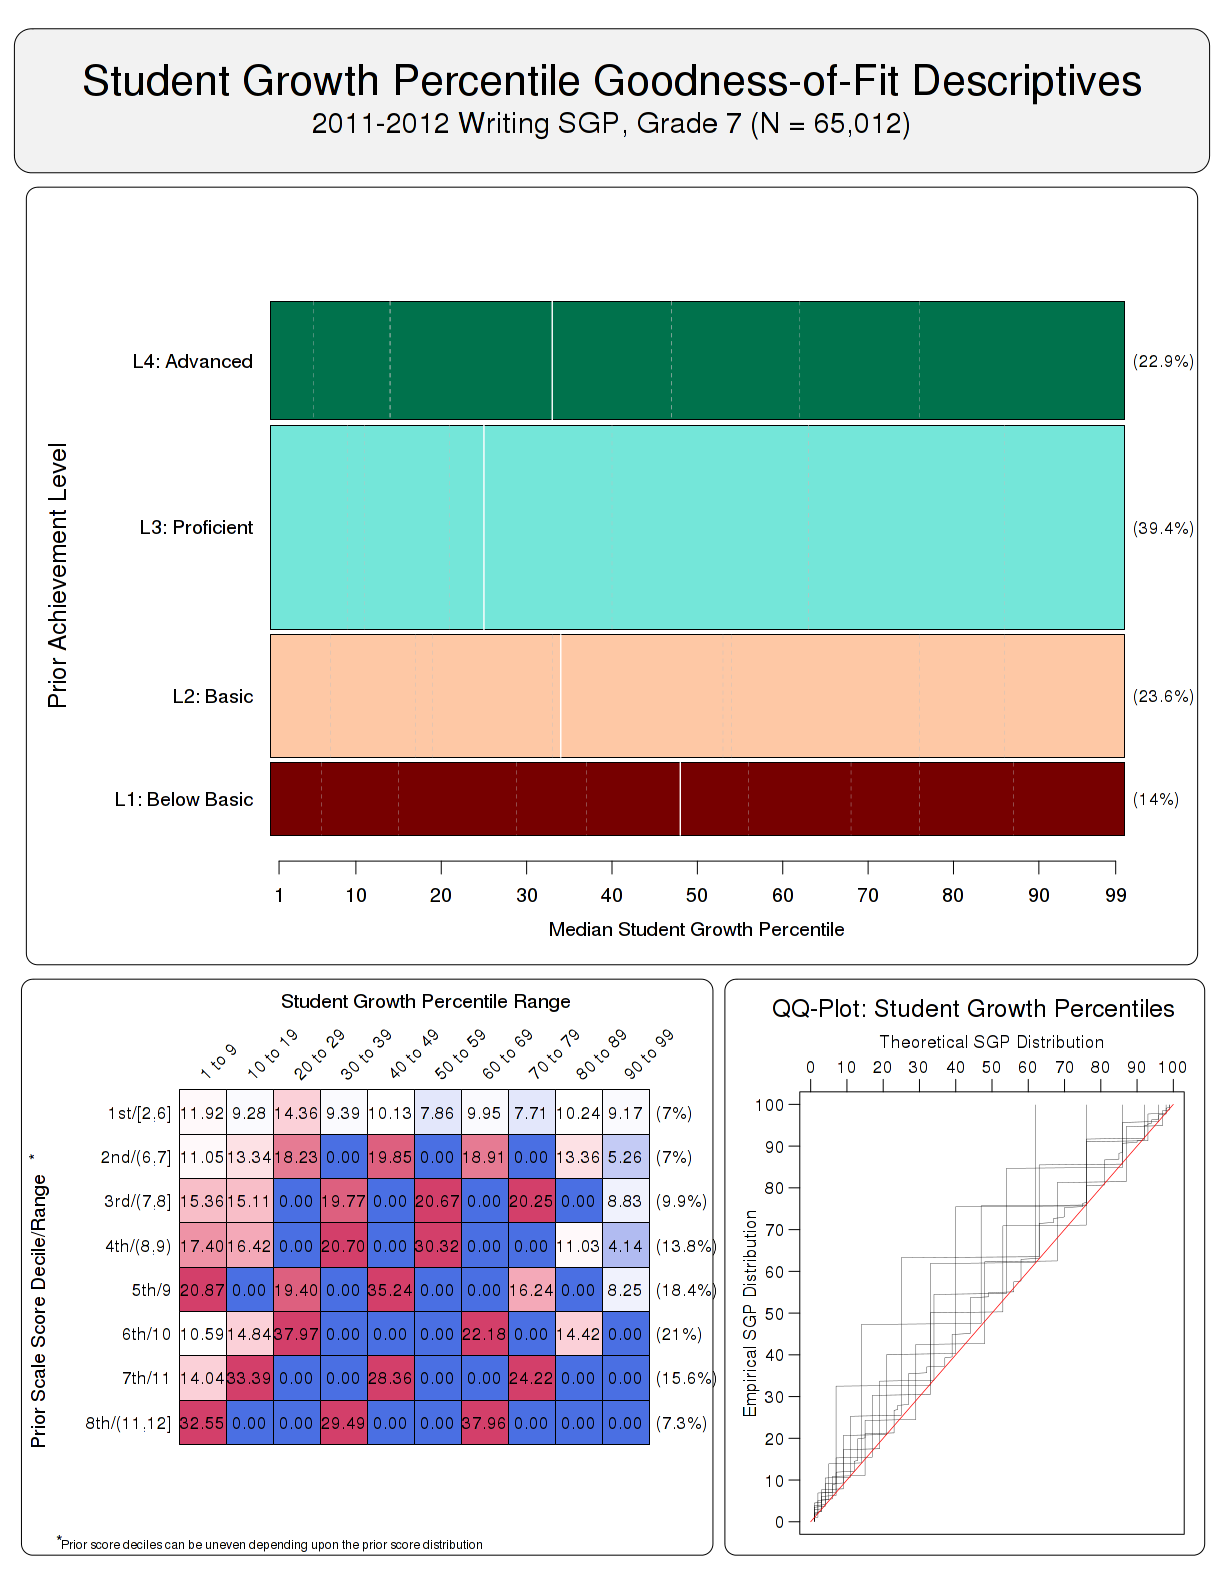 Student Growth Percentile Goodness-of-Fit Descriptives
2011-2012 Writing SGP, Grade 7 (N = 65,012)
Prior Achievement Level
L4: Advanced (22.9%)
L3: Proficient (39.4%)
L2: Basic (23.6%)
L1: Below Basic (14%)
1 10 20 30 40 50 60 70 80 90 99
Median Student Growth Percentile
Student Growth Percentile Range
1 to 9 10 to 19 20 to 29 30 to 39 40 to 49 50 to 59 60 to 69 70 to 79 80 to 89 90 to 99
Prior Scale Score Decile/Range *
1st/[2,6] 11.92 9.28 14.36 9.39 10.13 7.86 9.95 7.71 10.24 9.17 (7%)
2nd/(6,7] 11.05 13.34 18.23 0.00 19.85 0.00 18.91 0.00 13.36 5.26 (7%)
3rd/(7,8] 15.36 15.11 0.00 19.77 0.00 20.67 0.00 20.25 0.00 8.83 (9.9%)
4th/(8,9] 17.40 16.42 0.00 20.70 0.00 30.32 0.00 0.00 11.03 4.14 (13.8%)
5th/9 20.87 0.00 19.40 0.00 35.24 0.00 0.00 16.24 0.00 8.25 (18.4%)
6th/10 10.59 14.84 37.97 0.00 0.00 0.00 22.18 0.00 14.42 0.00 (21%)
7th/11 14.04 33.39 0.00 0.00 28.36 0.00 0.00 24.22 0.00 0.00 (15.6%)
8th/(11,12] 32.55 0.00 0.00 29.49 0.00 0.00 37.96 0.00 0.00 0.00 (7.3%)
*Prior score deciles can be uneven depending upon the prior score distribution
QQ-Plot: Student Growth Percentiles
Theoretical SGP Distribution
0 10 20 30 40 50 60 70 80 90 100
Empirical SGP Distribution
100
90
80
70
60
50
40
30
20
10
0